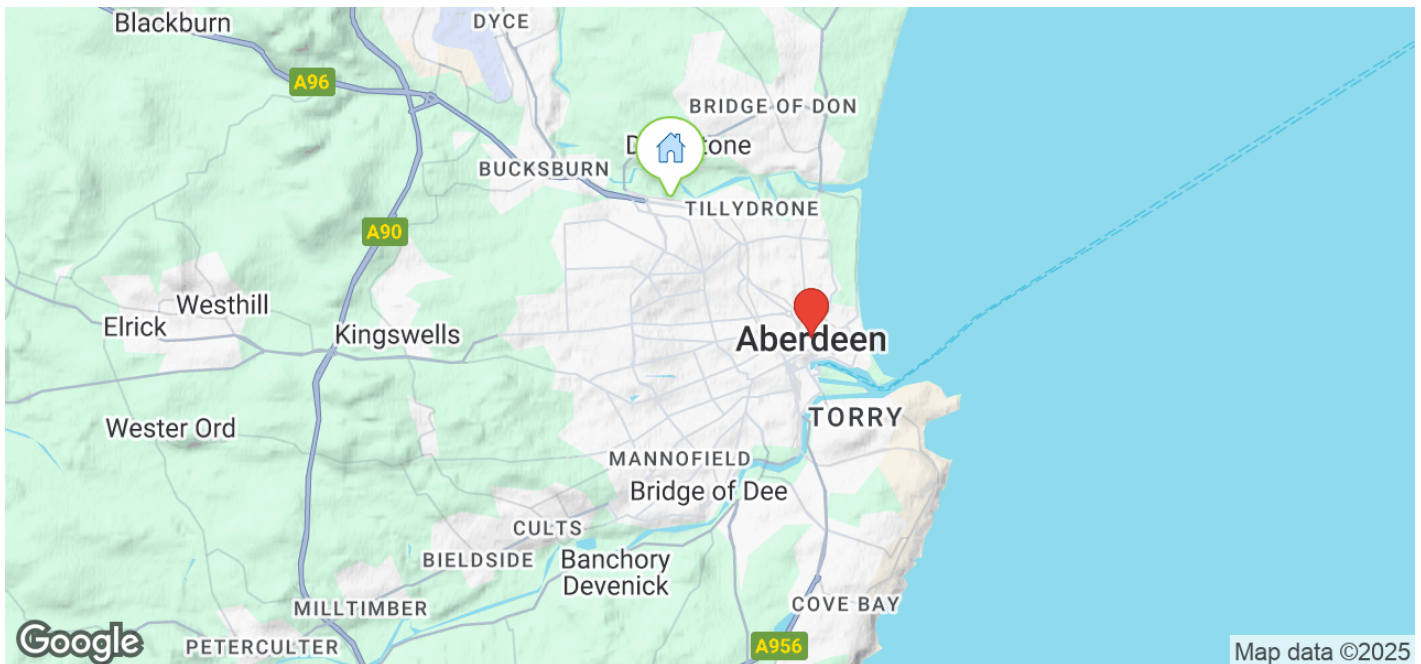 Blackburn
DYCE
A96
BRIDGE OF DON
BUCKSBURN
TILLYDRONE
A90
Westhill
Elrick
Kingswells
Aberdeen
TORRY
Wester Ord
MANNOFIELD
Bridge of Dee
CULTS
BIELDSIDE
Banchory
Devenick
MILLTIMBER
COVE BAY
PETERCULTER
A956
Google
Map data ©2025